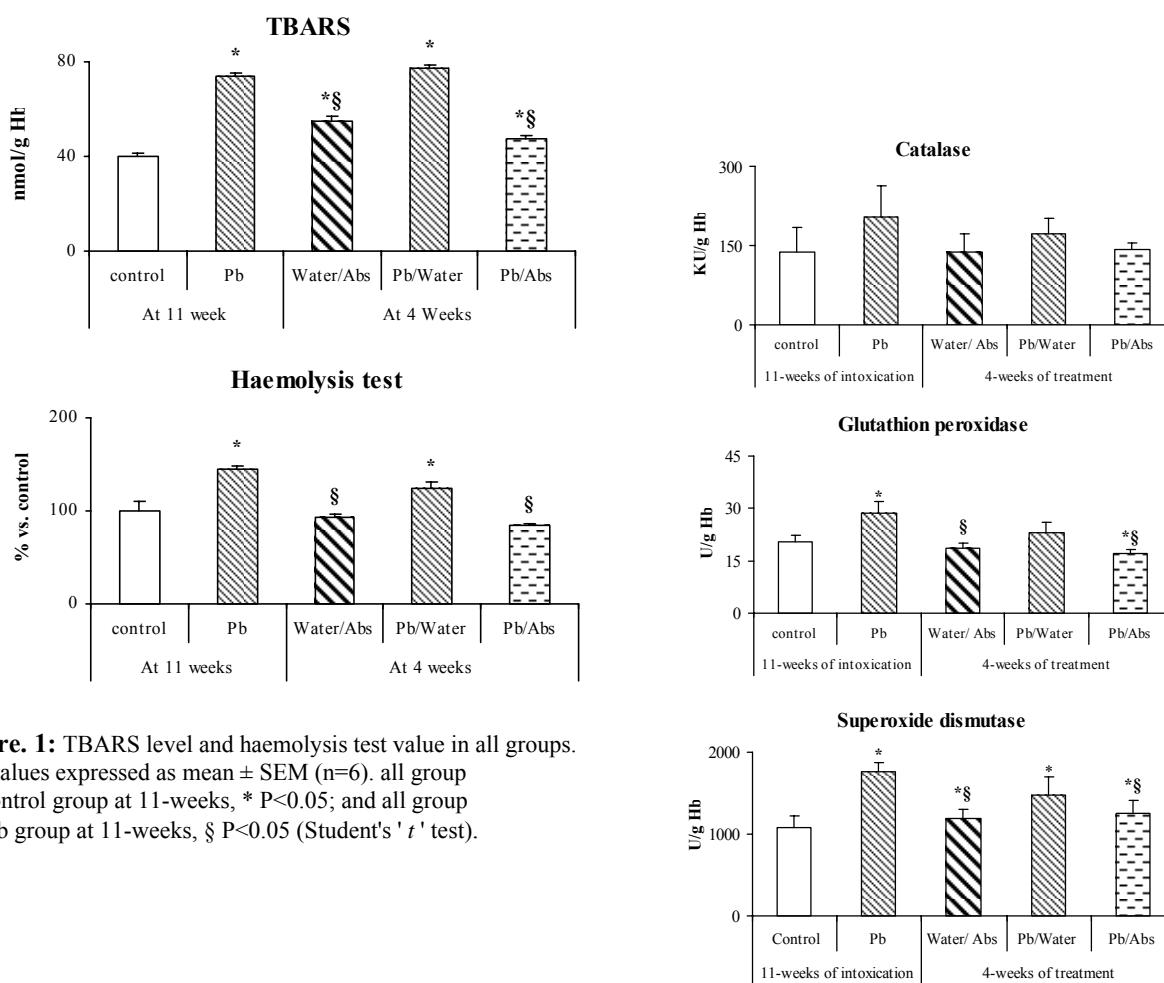 TBARS
80
40
0
nmol/g Hb
*
*§
*
*§
control Pb Water/Abs Pb/Water Pb/Abs
At 11 week At 4 Weeks
Haemolysis test
200
100
0
% vs. control
*
§
*
§
control Pb Water/Abs Pb/Water Pb/Abs
At 11 weeks At 4 weeks
re. 1: TBARS level and haemolysis test value in all groups.
alues expressed as mean ± SEM (n=6). all group
ontrol group at 11-weeks, * P<0.05; and all group
b group at 11-weeks, § P<0.05 (Student's ' t ' test).
Catalase
300
150
0
KU/g Hb
control Pb Water/ Abs Pb/Water Pb/Abs
11-weeks of intoxication 4-weeks of treatment
Glutathion peroxidase
45
30
15
0
U/g Hb
*
§
*§
control Pb Water/ Abs Pb/Water Pb/Abs
11-weeks of intoxication 4-weeks of treatment
Superoxide dismutase
2000
1000
0
U/g Hb
*
*§
*
*§
Control Pb Water/ Abs Pb/Water Pb/Abs
11-weeks of intoxication 4-weeks of treatment